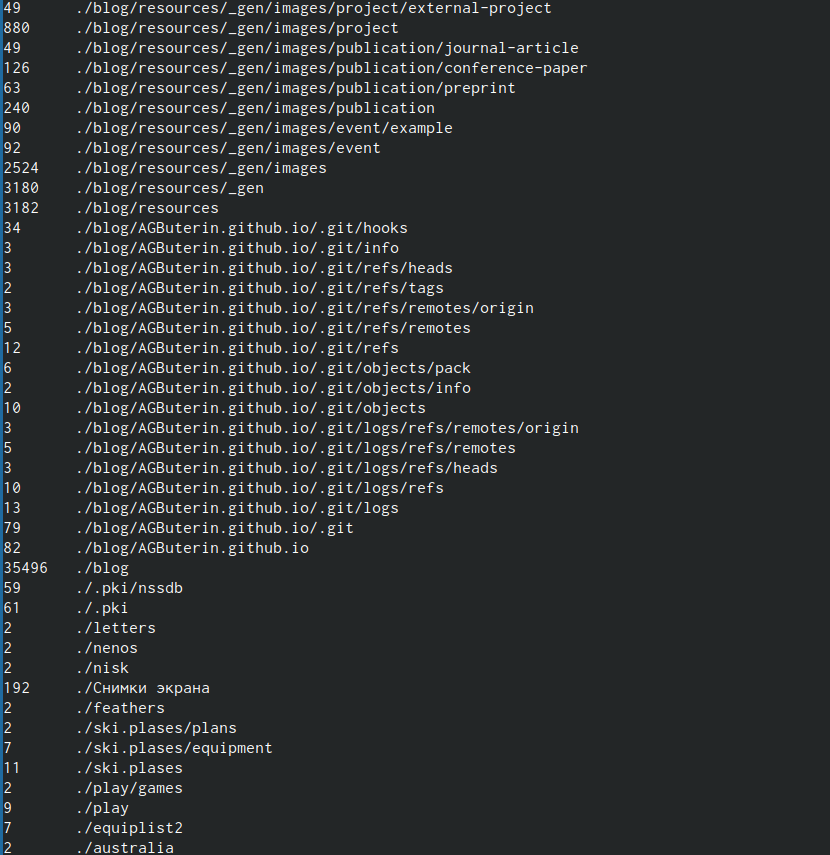 49 ./blog/resources/_gen/images/project/external-project
880 ./blog/resources/_gen/images/project
49 ./blog/resources/_gen/images/publication/journal-article
126 ./blog/resources/_gen/images/publication/conference-paper
63 ./blog/resources/_gen/images/publication/preprint
240 ./blog/resources/_gen/images/publication
90 ./blog/resources/_gen/images/event/example
92 ./blog/resources/_gen/images/event
2524 ./blog/resources/_gen/images
3180 ./blog/resources/_gen
3182 ./blog/resources
34 ./blog/AGButerin.github.io/.git/hooks
3 ./blog/AGButerin.github.io/.git/info
3 ./blog/AGButerin.github.io/.git/refs/heads
2 ./blog/AGButerin.github.io/.git/refs/tags
3 ./blog/AGButerin.github.io/.git/refs/remotes/origin
5 ./blog/AGButerin.github.io/.git/refs/remotes
12 ./blog/AGButerin.github.io/.git/refs
6 ./blog/AGButerin.github.io/.git/objects/pack
2 ./blog/AGButerin.github.io/.git/objects/info
10 ./blog/AGButerin.github.io/.git/objects
3 ./blog/AGButerin.github.io/.git/logs/refs/remotes/origin
5 ./blog/AGButerin.github.io/.git/logs/refs/remotes
3 ./blog/AGButerin.github.io/.git/logs/refs/heads
10 ./blog/AGButerin.github.io/.git/logs/refs
13 ./blog/AGButerin.github.io/.git/logs
79 ./blog/AGButerin.github.io/.git
82 ./blog/AGButerin.github.io
35496 ./blog
59 ./.pki/nssdb
61 ./.pki
2 ./letters
2 ./nenos
2 ./nisk
192 ./Снимки экрана
2 ./feathers
2 ./ski.plases/plans
7 ./ski.plases/equipment
11 ./ski.plases
2 ./play/games
9 ./play
7 ./equiplist2
2 ./australia